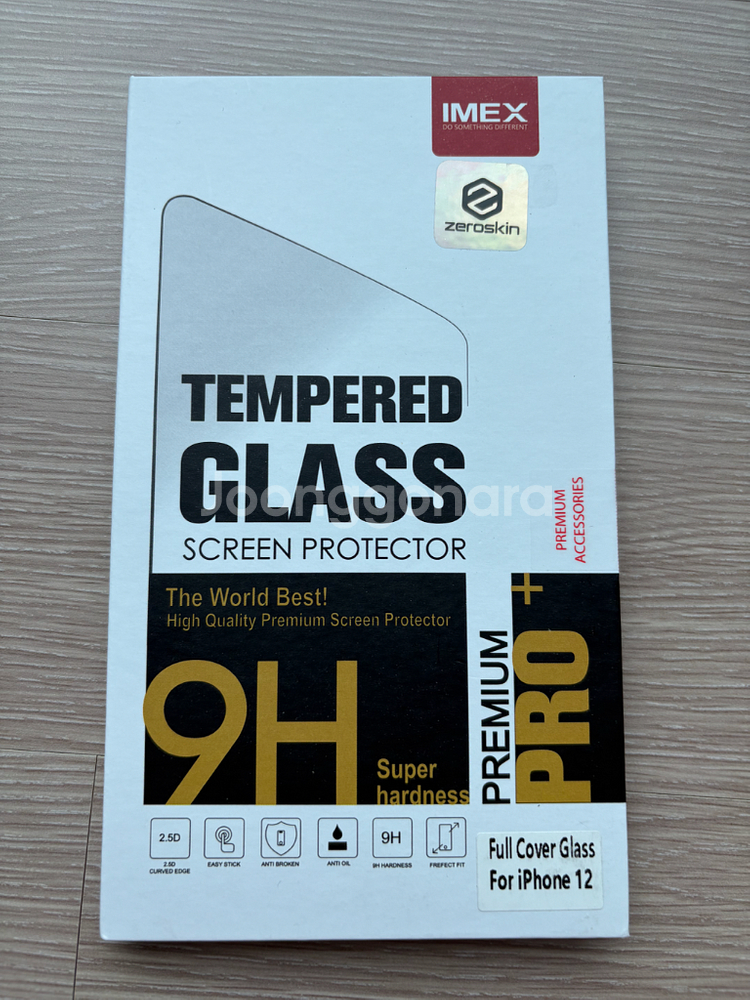 IMEX
DO SOMETHING DIFFERENT
zeroskin
TEMPERED
GLASS
Joonggonara
SCREEN PROTECTOR
PREMIUM
ACCESSORIES
The World Best!
High Quality Premium Screen Protector
9H
Super
hardness
PREMIUM
PRO+
2.5D
2.5D
CURVED EDGE
EASY STICK
ANTI BROKEN
ANTI OIL
9H
9H HARDNESS
PREFECT FIT
Full Cover Glass
For iPhone 12